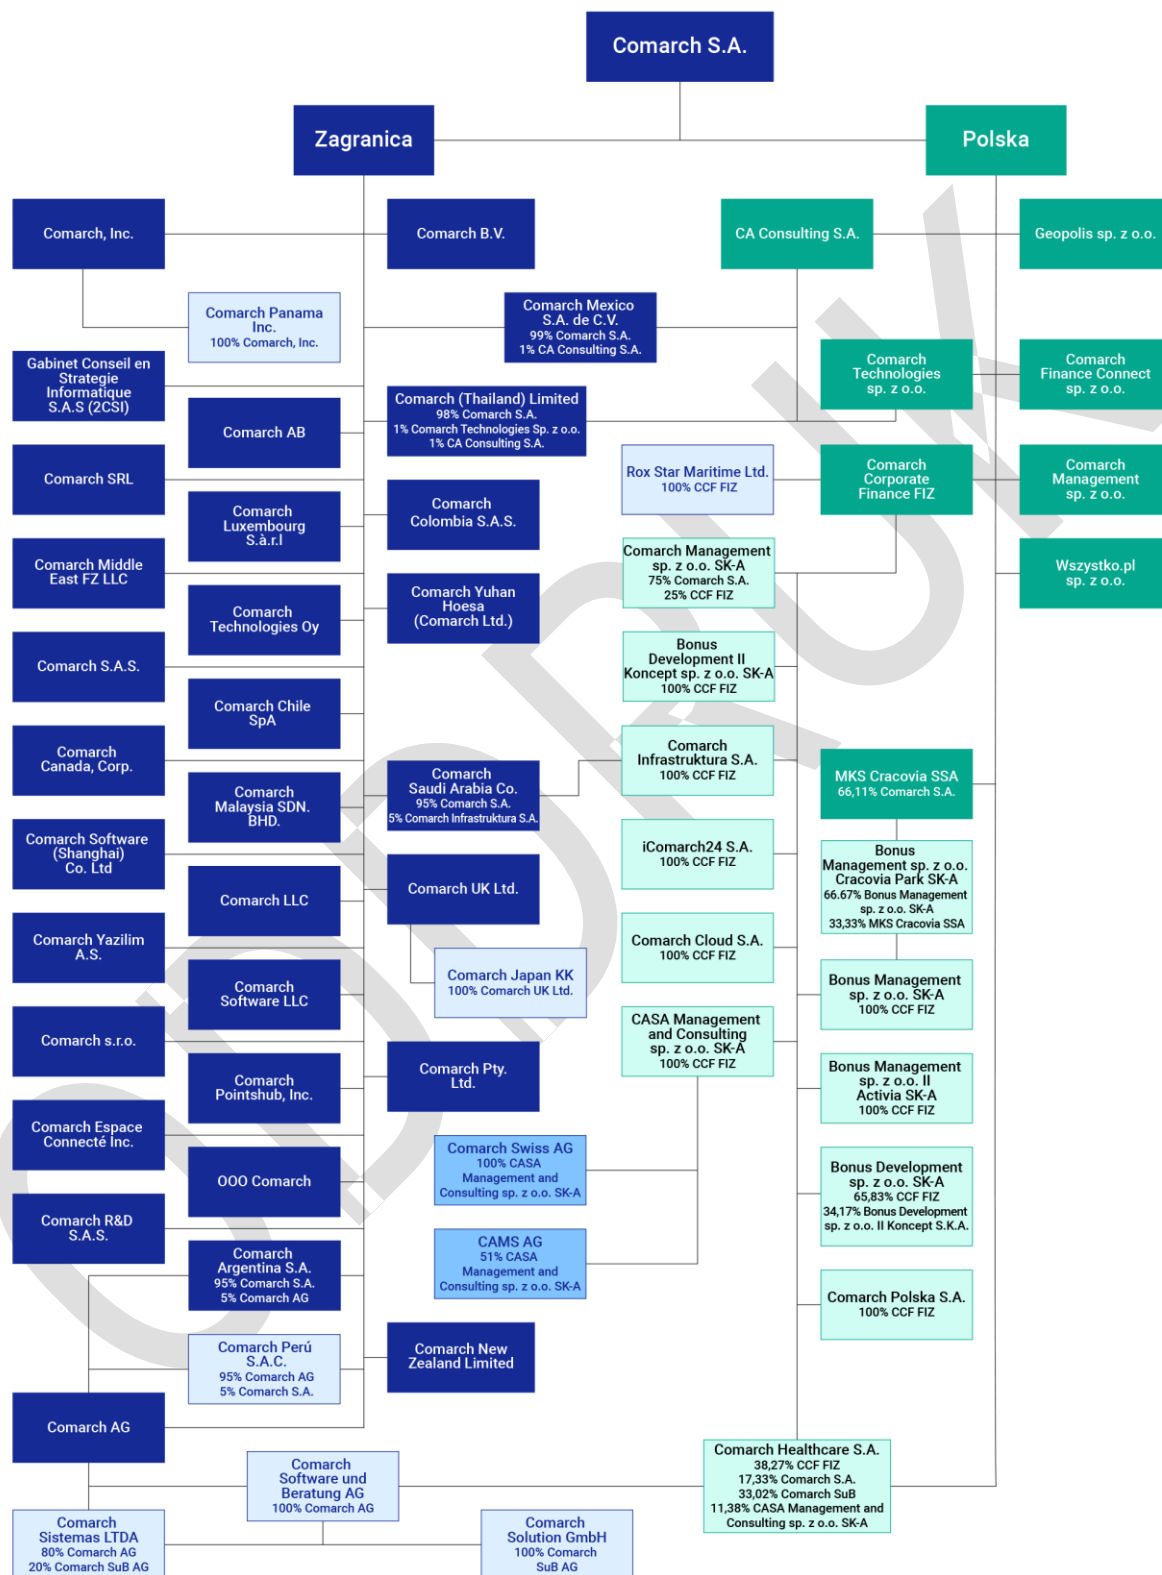 Comarch S.A.
Zagranica
Polska
Comarch, Inc.
Comarch B.V.
CA Consulting S.A.
Geopolis sp. z o.o.
Comarch Panama
Inc.
100% Comarch, Inc.
Comarch Mexico
S.A. de C.V.
99% Comarch S.A.
1% CA Consulting S.A.
Gabinet Conseil en
Strategie
Informatique
S.A.S (2CSI)
Comarch
Technologies
sp. z o.o.
Comarch
Finance Connect
sp. z o.o.
Comarch AB
Comarch (Thailand) Limited
98% Comarch S.A.
1% Comarch Technologies Sp. z o.o.
1% CA Consulting S.A.
Comarch SRL
Rox Star Maritime Ltd.
100% CCF FIZ
Comarch
Corporate
Finance FIZ
Comarch
Management
sp. z o.o.
Comarch
Luxembourg
S.à.r.l
Comarch
Colombia S.A.S.
Comarch Middle
East FZ LLC
Comarch Management
sp. z o.o. SK-A
75% Comarch S.A.
25% CCF FIZ
Wszystko.pl
sp. z o.o.
Comarch
Technologies Oy
Comarch Yuhan
Hoesa
(Comarch Ltd.)
Comarch S.A.S.
Bonus
Development II
Koncept sp. z o.o. SK-A
100% CCF FIZ
Comarch Chile
SpA
Comarch
Canada, Corp.
Comarch
Infrastruktura S.A.
100% CCF FIZ
MKS Cracovia SSA
66,11% Comarch S.A.
Comarch
Malaysia SDN.
BHD.
Comarch
Saudi Arabia Co.
95% Comarch S.A.
5% Comarch Infrastruktura S.A.
Comarch Software
(Shanghai)
Co. Ltd
iComarch24 S.A.
100% CCF FIZ
Bonus
Management sp. z o.o.
Cracovia Park SK-A
66.67% Bonus Management
sp. z o.o. SK-A
33,33% MKS Cracovia SSA
Comarch LLC
Comarch UK Ltd.
Comarch Yazilim
A.S.
Comarch Cloud S.A.
100% CCF FIZ
Comarch
Software LLC
Comarch Japan KK
100% Comarch UK Ltd.
Bonus Management
sp. z o.o. SK-A
100% CCF FIZ
Comarch s.r.o.
CASA Management
and Consulting
sp. z o.o. SK-A
100% CCF FIZ
Comarch
Pointshub, Inc.
Comarch Pty.
Ltd.
Bonus Management
sp. z o.o. II
Activia SK-A
100% CCF FIZ
Comarch Espace
Connecté Inc.
OOO Comarch
Comarch Swiss AG
100% CASA
Management and
Consulting sp. z o.o. SK-A
Bonus Development
sp. z o.o. SK-A
65,83% CCF FIZ
34,17% Bonus Development
sp. z o.o. II Koncept S.K.A.
Comarch R&D
S.A.S.
Comarch
Argentina S.A.
95% Comarch S.A.
5% Comarch AG
CAMS AG
51% CASA
Management and
Consulting sp. z o.o. SK-A
Comarch Polska S.A.
100% CCF FIZ
Comarch Perú
S.A.C.
95% Comarch AG
5% Comarch S.A.
Comarch New
Zealand Limited
Comarch AG
Comarch
Software und
Beratung AG
100% Comarch AG
Comarch Healthcare S.A.
38,27% CCF FIZ
17,33% Comarch S.A.
33,02% Comarch SuB
11,38% CASA Management and
Consulting sp. z o.o. SK-A
Comarch
Sistemas LTDA
80% Comarch AG
20% Comarch SuB AG
Comarch
Solution GmbH
100% Comarch
SuB AG